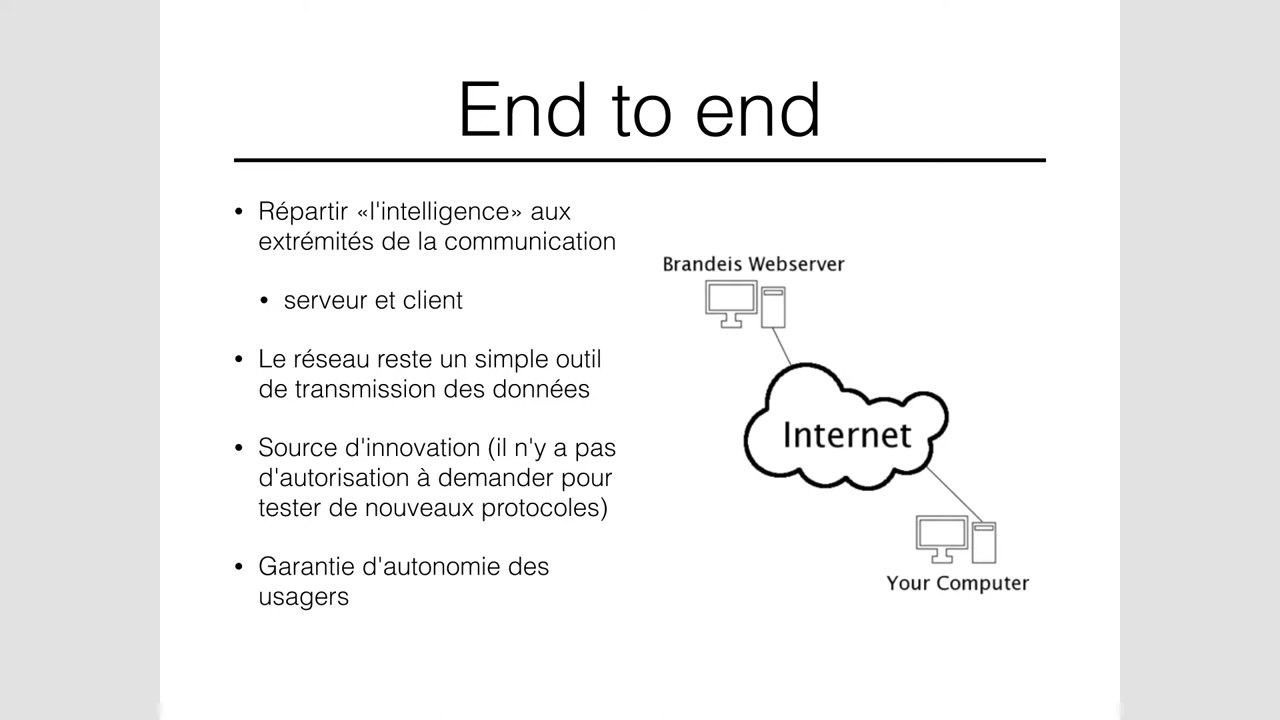 End to end
• Répartir «l'intelligence» aux
extrémités de la communication
• serveur et client
• Le réseau reste un simple outil
de transmission des données
• Source d'innovation (il n'y a pas
d'autorisation à demander pour
tester de nouveaux protocoles)
• Garantie d'autonomie des
usagers
Brandeis Webserver
Internet
Your Computer